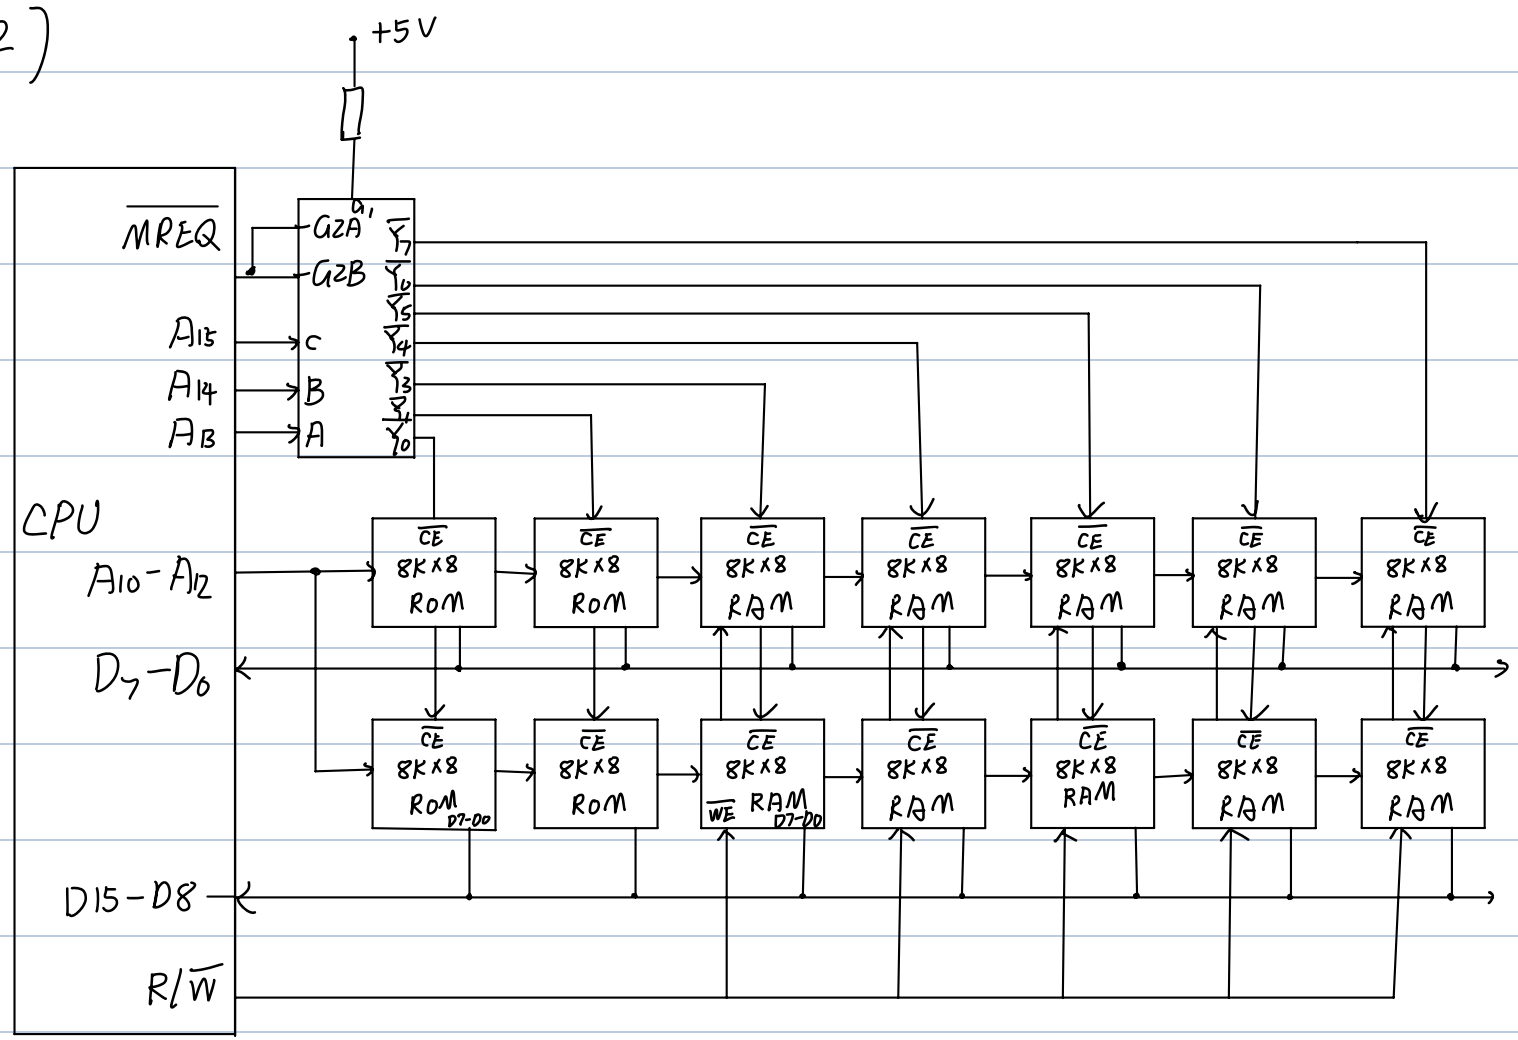 2)
+5V
G1
MREQ
G2A
Y7
G2B
Y6
Y5
A15
C
Y4
A14
B
Y3
Y1
A13
A
Y0
CPU
CE CE CE CE CE CE CE
A10-A12
8K×8 8K×8 8K×8 8K×8 8K×8 8K×8 8K×8
ROM ROM RAM RAM RAM RAM RAM
D7-D0
CE CE CE CE CE CE CE
8K×8 8K×8 8K×8 8K×8 8K×8 8K×8 8K×8
ROM ROM WE RAM RAM RAM RAM RAM
D7-D0 D7-D0
D15-D8
R/W